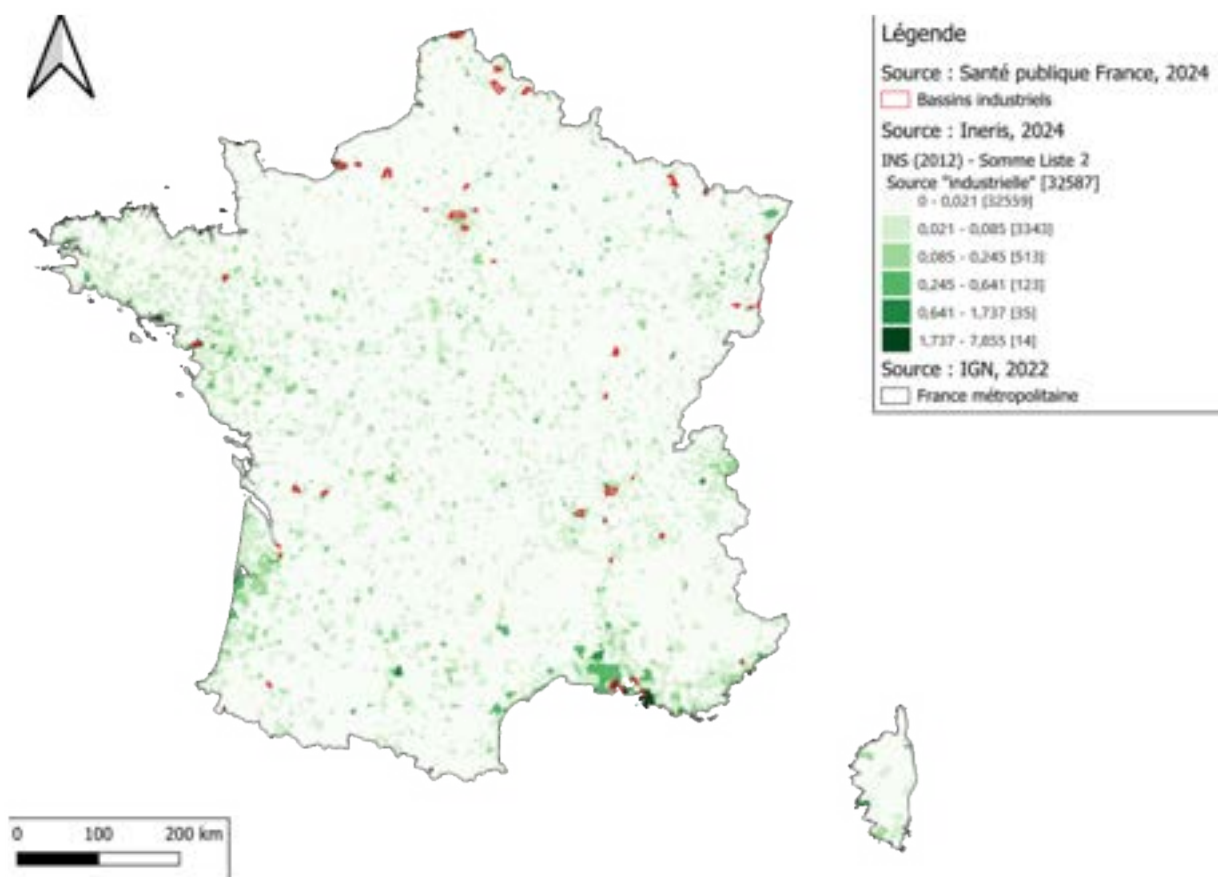 Légende
Source : Santé publique France, 2024
Bassins industriels
Source : Ineris, 2024
INS (2012) - Somme Liste 2
Source "industrielle" [32587]
0 - 0,021 [32559]
0,021 - 0,085 [3343]
0,085 - 0,245 [513]
0,245 - 0,641 [123]
0,641 - 1,737 [35]
1,737 - 7,855 [14]
Source : IGN, 2022
France métropolitaine
0 100 200 km